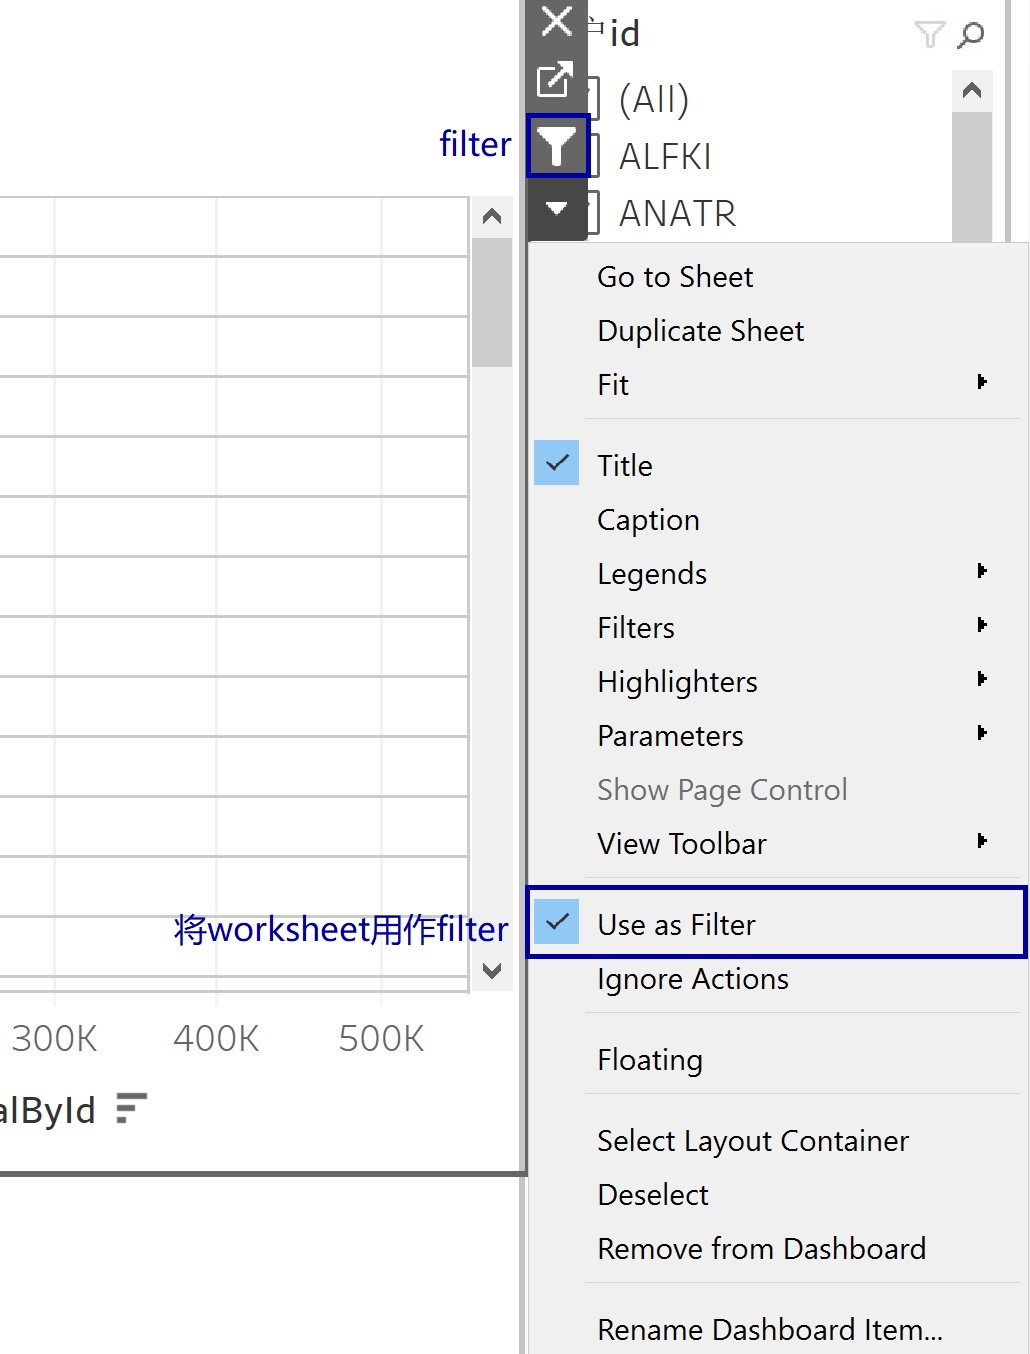 id
(All)
filter
ALFKI
ANATR
Go to Sheet
Duplicate Sheet
Fit
Title
Caption
Legends
Filters
Highlighters
Parameters
Show Page Control
View Toolbar
将worksheet用作filter
Use as Filter
Ignore Actions
300K 400K 500K
Floating
alById
Select Layout Container
Deselect
Remove from Dashboard
Rename Dashboard Item...